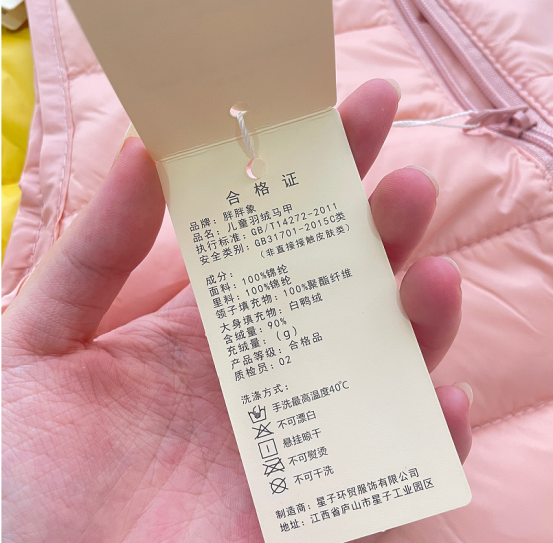 合格证
品牌：胖胖象
品名：儿童羽绒马甲
执行标准：GB/T14272-2011
安全类别：GB31701-2015C类
（非直接接触皮肤类）
成分：
面料：100%锦纶
里料：100%锦纶
领子填充物：100%聚酯纤维
大身填充物：白鸭绒
含绒量：90%
充绒量：(g)
产品等级：合格品
质检员：02
洗涤方式：
手洗最高温度40℃
不可漂白
悬挂晾干
不可熨烫
不可干洗
制造商：星子环贸服饰有限公司
地址：江西省庐山市星子工业园区